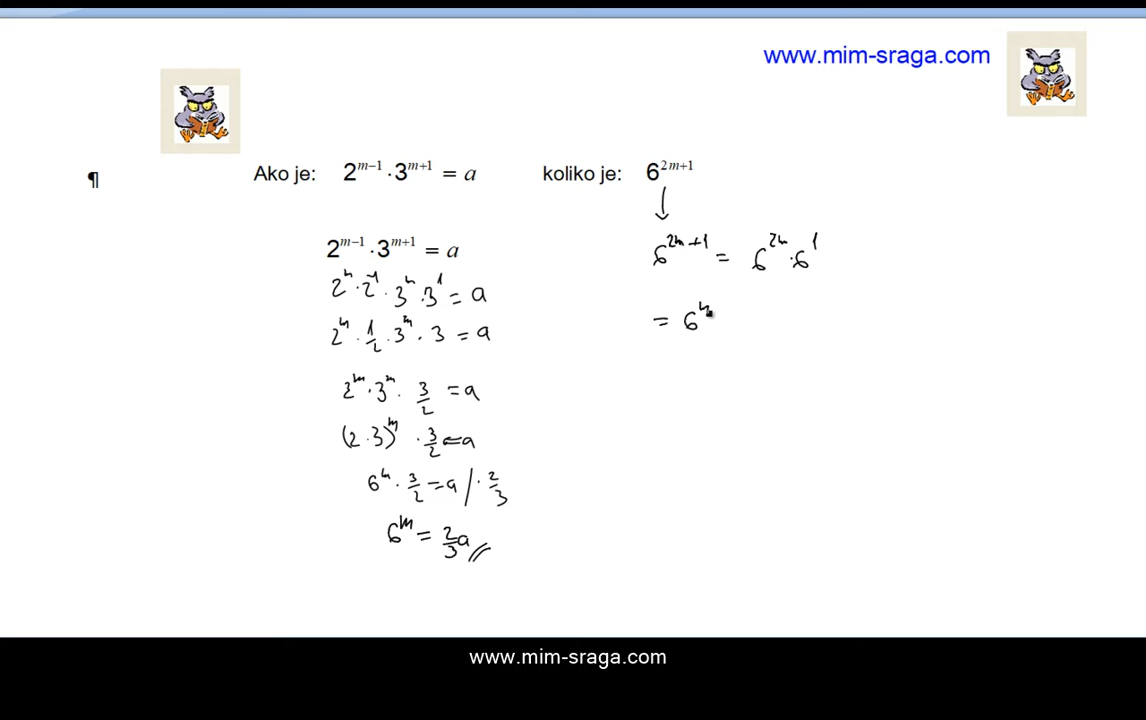 www.mim-sraga.com
¶ Ako je: 2^{m-1} · 3^{m+1} = a koliko je: 6^{2m+1}
2^{m-1} · 3^{m+1} = a
2^m · 2^{-1} · 3^m · 3^1 = a
2^m · 1/2 · 3^m · 3 = a
2^m · 3^m · 3/2 = a
(2 · 3)^m · 3/2 = a
6^m · 3/2 = a / · 2/3
6^m = 2/3 a
6^{2m+1} = 6^{2m} · 6^1
= 6^m
www.mim-sraga.com